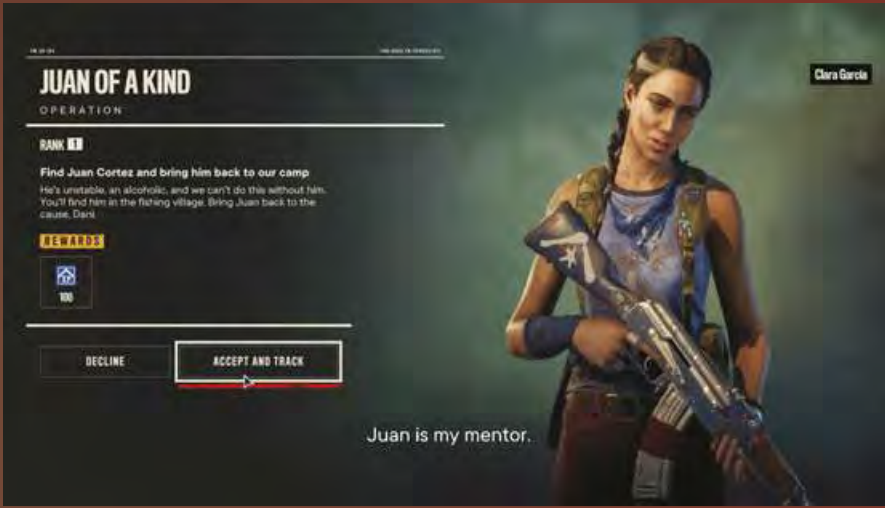 JUAN OF A KIND
OPERATION
RANK 1
Find Juan Cortez and bring him back to our camp
He's unstable, an alcoholic, and we can't do this without him.
You'll find him in the fishing village. Bring Juan back to the
cause, Dani.
REWARDS
100
DECLINE
ACCEPT AND TRACK
Clara Garcia
Juan is my mentor.